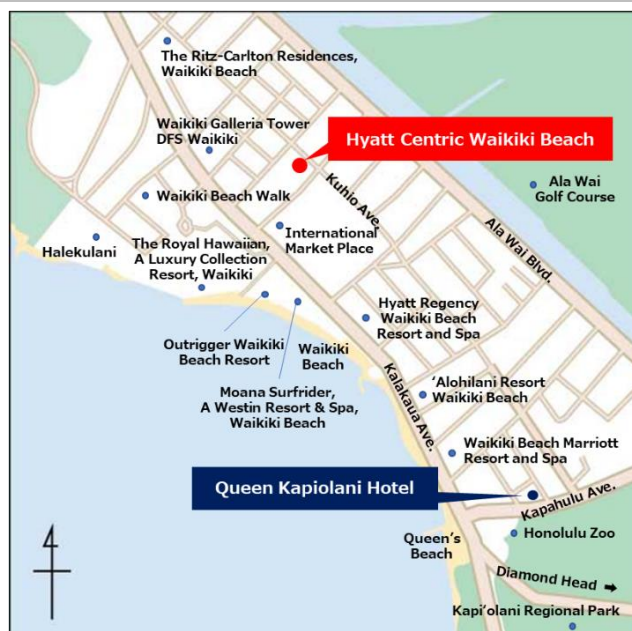 The Ritz-Carlton Residences,
Waikiki Beach
Waikiki Galleria Tower
DFS Waikiki
Hyatt Centric Waikiki Beach
Kuhio Ave.
Ala Wai
Golf Course
Waikiki Beach Walk
Ala Wai Blvd.
International
Market Place
Halekulani
The Royal Hawaiian,
A Luxury Collection
Resort, Waikiki
Hyatt Regency
Waikiki Beach
Resort and Spa
Outrigger Waikiki
Beach Resort
Waikiki
Beach
Kalakaua Ave.
Moana Surfrider,
A Westin Resort & Spa,
Waikiki Beach
‘Alohilani Resort
Waikiki Beach
Waikiki Beach Marriott
Resort and Spa
Queen Kapiolani Hotel
Kapahulu Ave.
Queen’s
Beach
Honolulu Zoo
Diamond Head ➡
Kapi’olani Regional Park